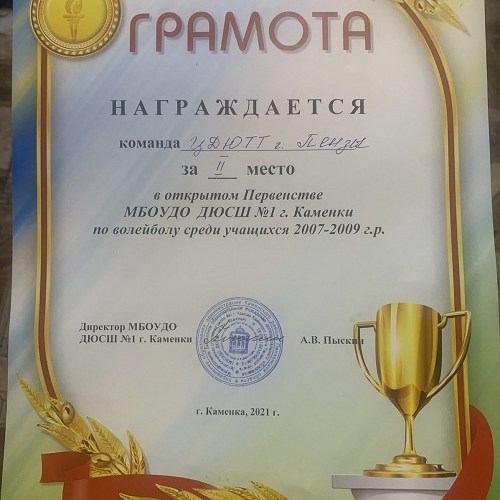 ГРАМОТА
НАГРАЖДАЕТСЯ
команда ЦДЮТТ г. Пензы
за II место
в открытом Первенстве
МБОУДО ДЮСШ №1 г. Каменки
по волейболу среди учащихся 2007-2009 г.р.
Директор МБОУДО
ДЮСШ №1 г. Каменки А.В. Пыскин
г. Каменка, 2021 г.